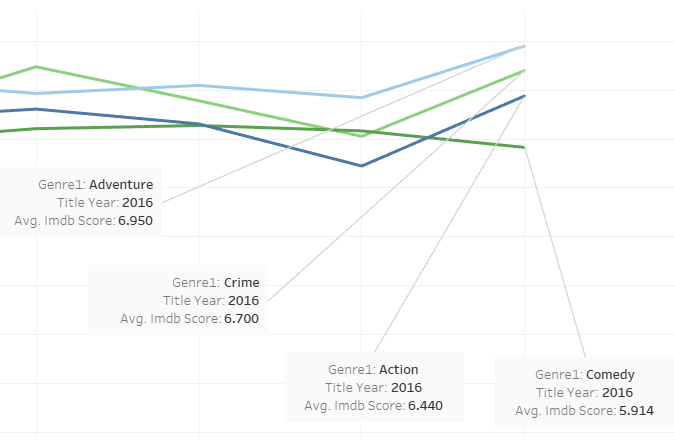 Genre1: Adventure
Title Year: 2016
Avg. Imdb Score: 6.950
Genre1: Crime
Title Year: 2016
Avg. Imdb Score: 6.700
Genre1: Action
Title Year: 2016
Avg. Imdb Score: 6.440
Genre1: Comedy
Title Year: 2016
Avg. Imdb Score: 5.914